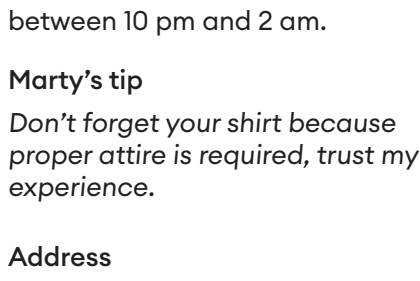 between 10 pm and 2 am.
Marty’s tip
Don’t forget your shirt because
proper attire is required, trust my
experience.
Address